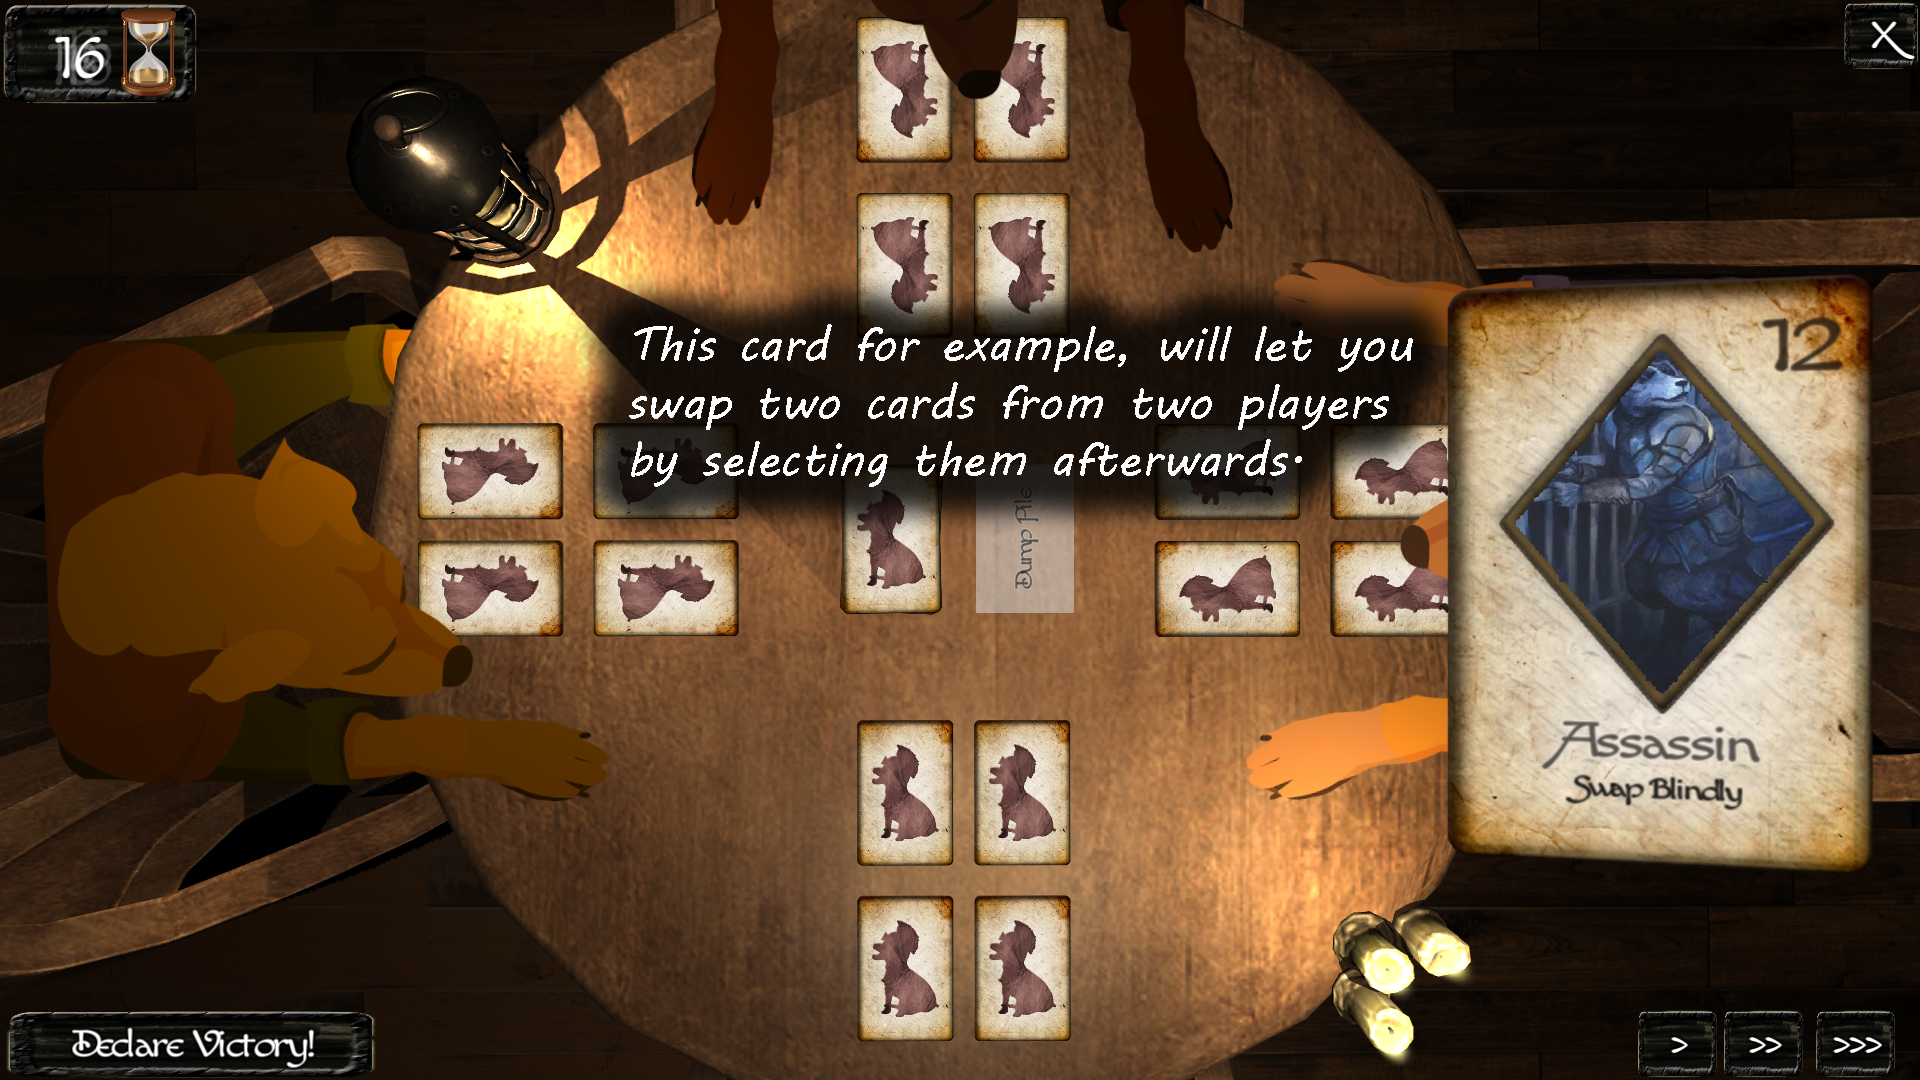 16
X
This card for example, will let you
swap two cards from two players
by selecting them afterwards.
12
Assassin
Swap Blindly
Dump Pile
Declare Victory!
>
>>
>>>